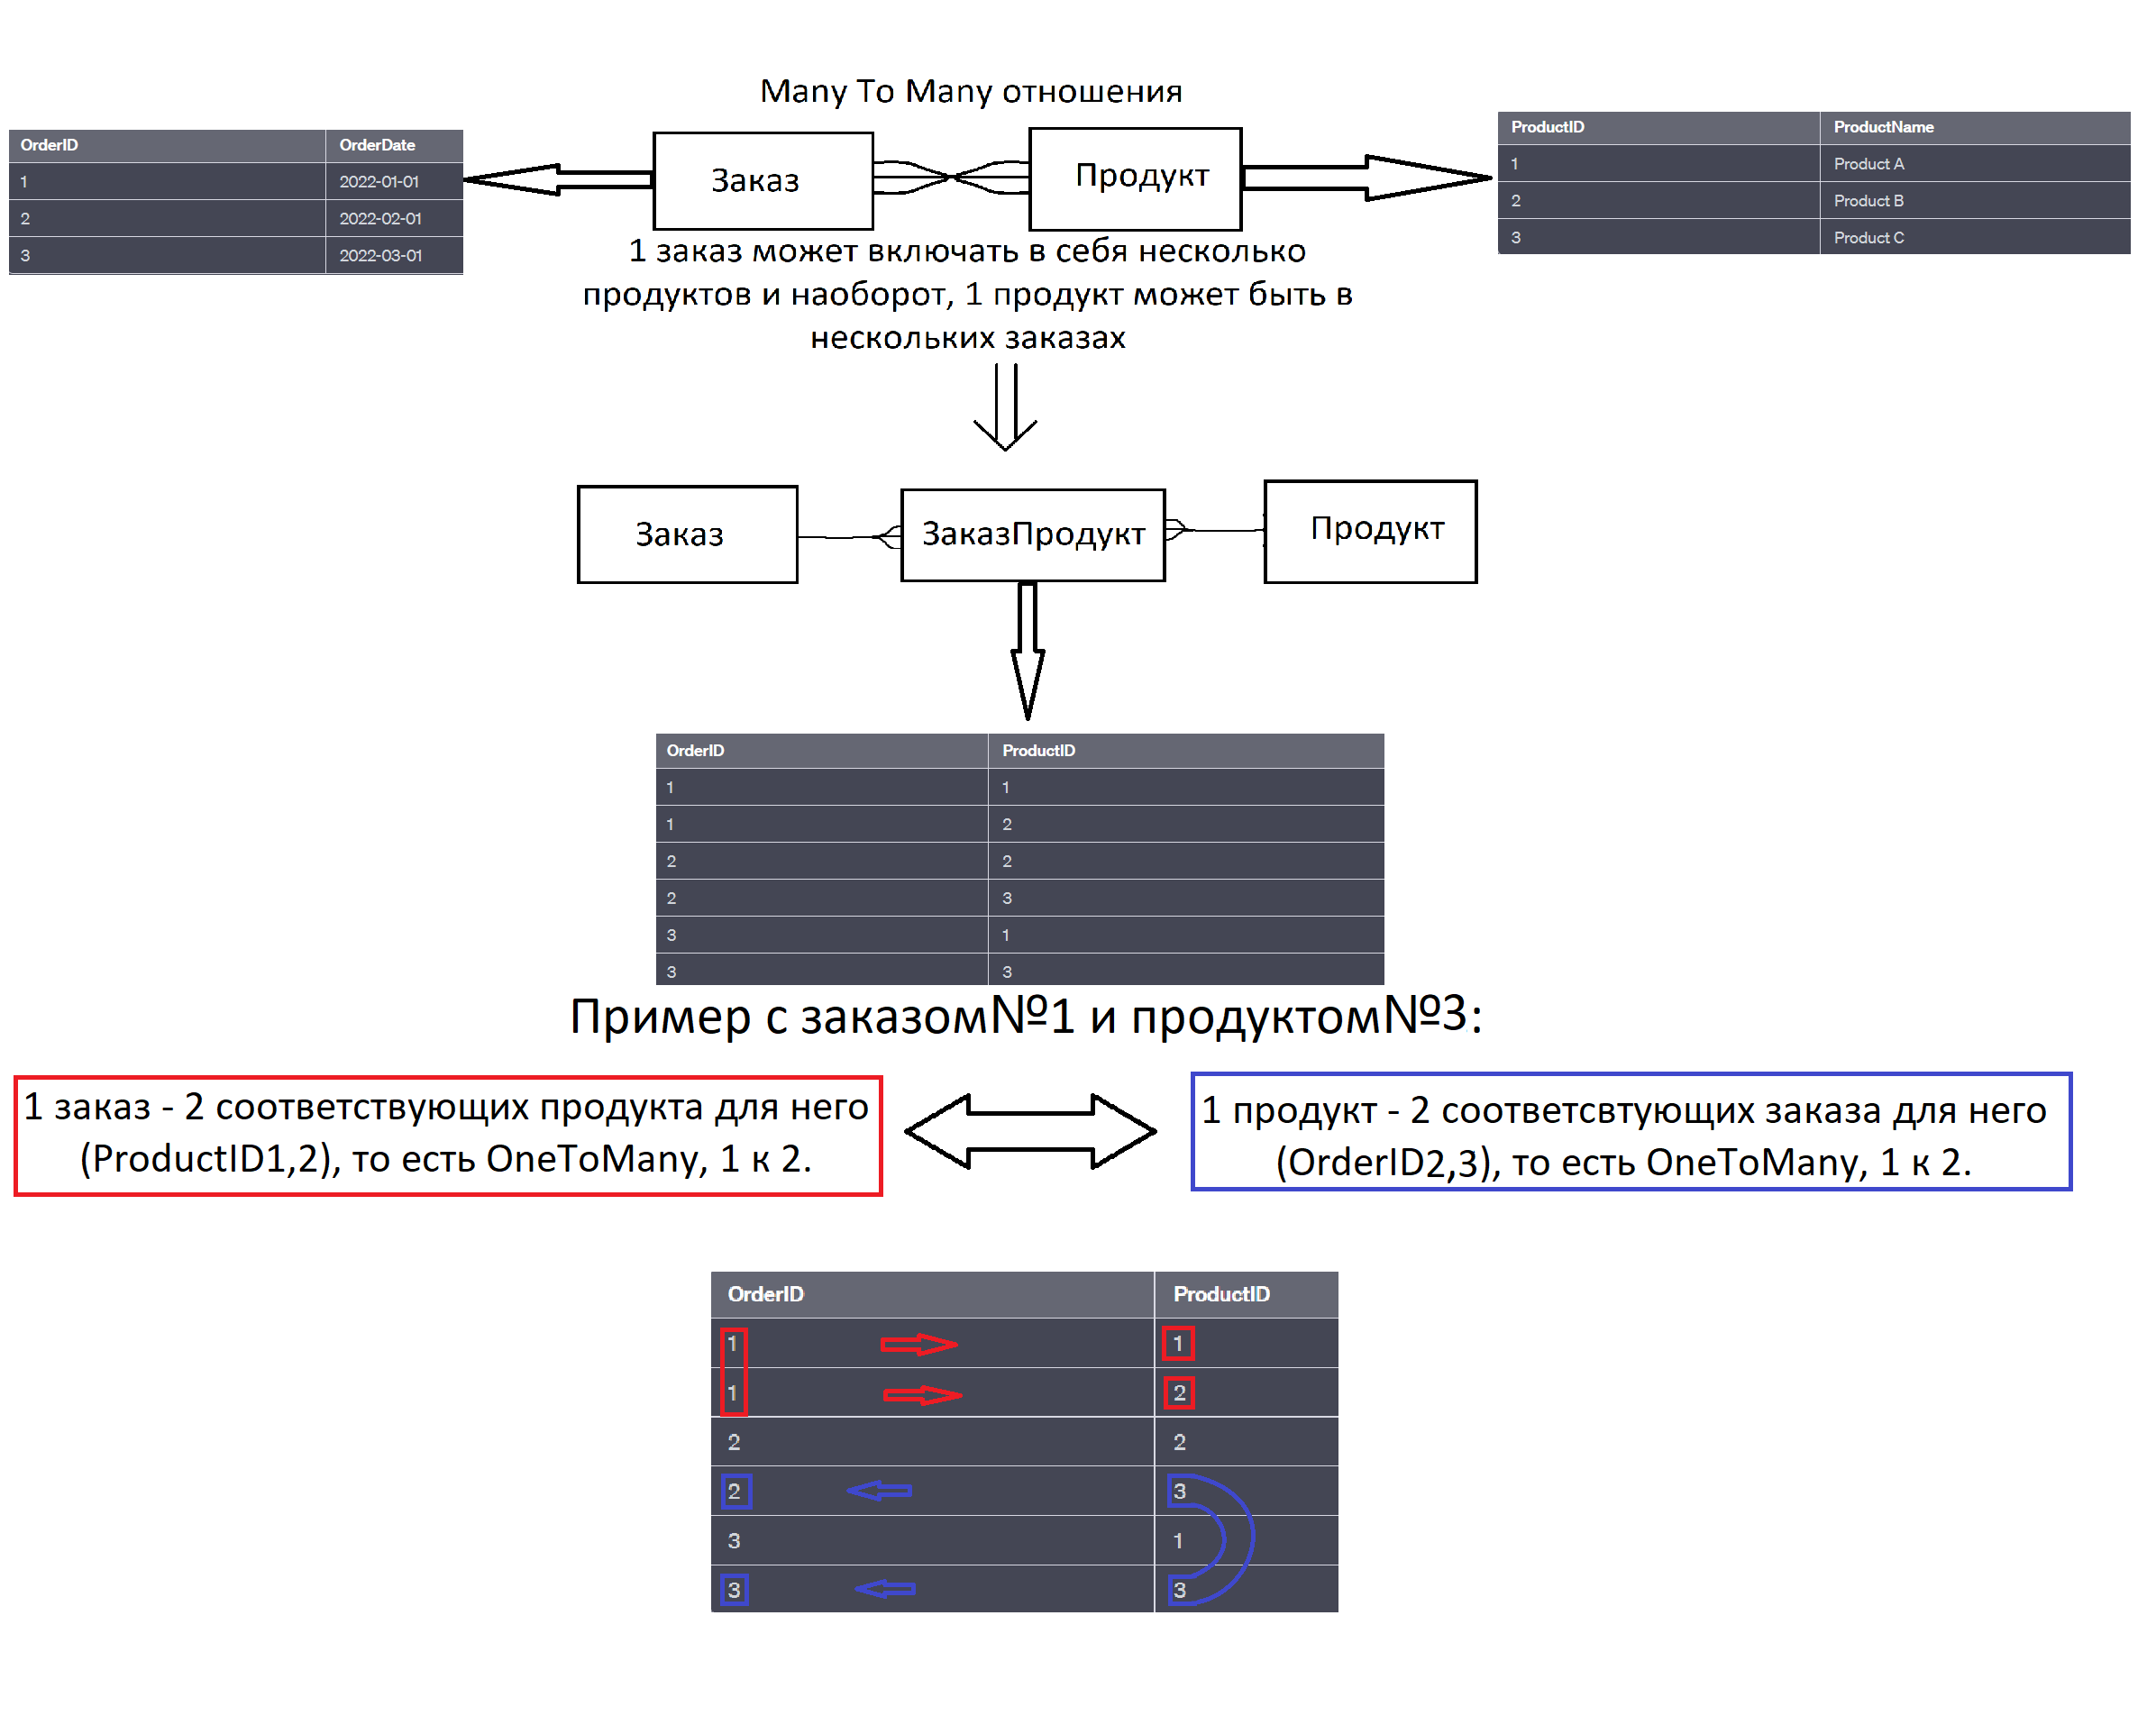 Many To Many отношения
OrderID OrderDate
1 2022-01-01
2 2022-02-01
3 2022-03-01
Заказ
Продукт
ProductID ProductName
1 Product A
2 Product B
3 Product C
1 заказ может включать в себя несколько
продуктов и наоборот, 1 продукт может быть в
нескольких заказах
Заказ
ЗаказПродукт
Продукт
OrderID ProductID
1 1
1 2
2 2
2 3
3 1
3 3
Пример с заказом№1 и продуктом№3:
1 заказ - 2 соответствующих продукта для него
(ProductID1,2), то есть OneToMany, 1 к 2.
1 продукт - 2 соответсвтующих заказа для него
(OrderID2,3), то есть OneToMany, 1 к 2.
OrderID ProductID
1 1
1 2
2 2
2 3
3 1
3 3